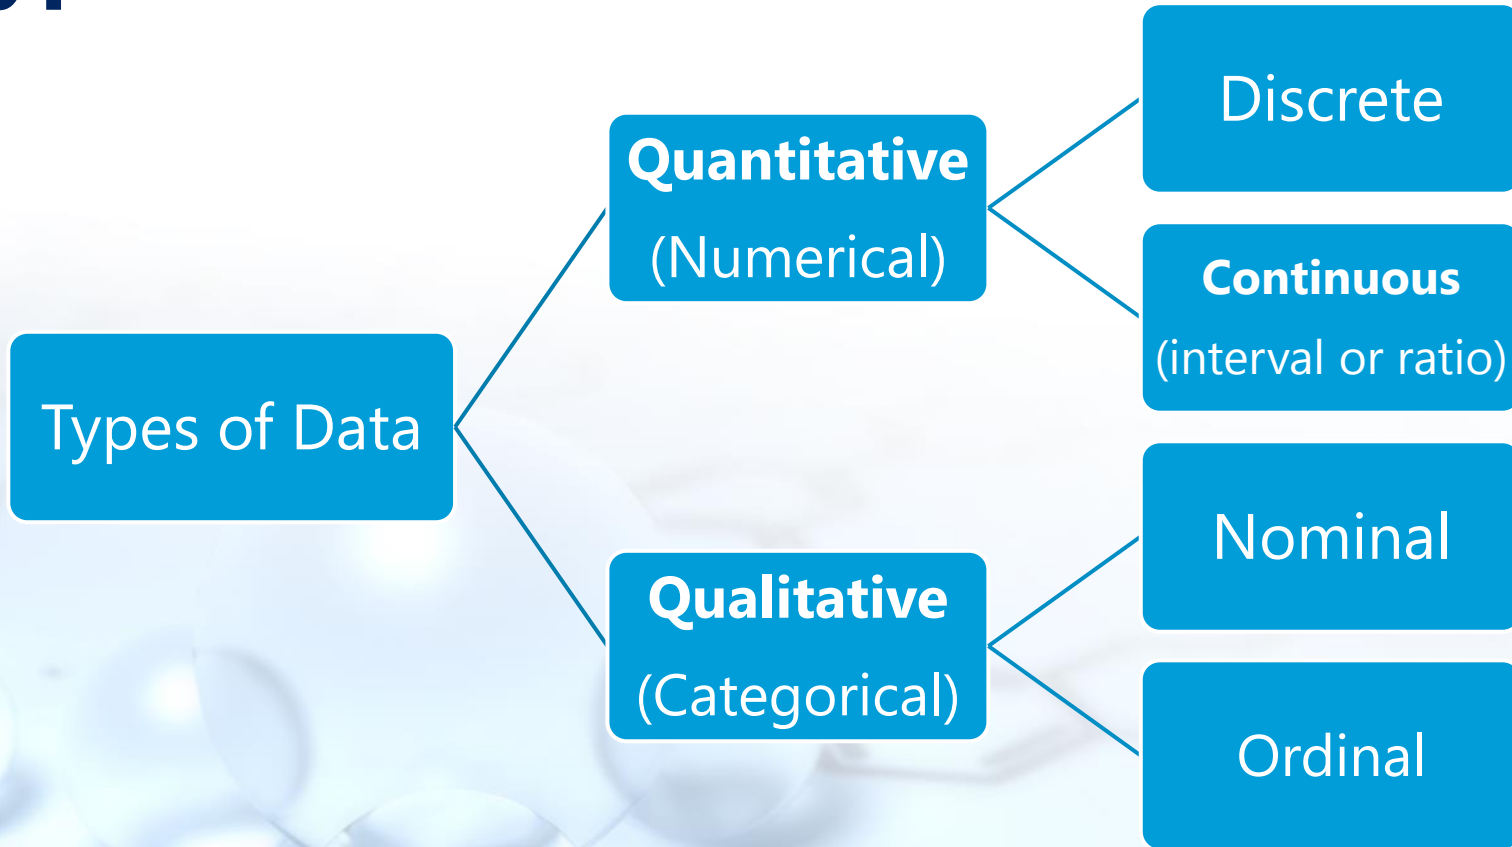 Types of Data
Quantitative
(Numerical)
Qualitative
(Categorical)
Discrete
Continuous
(interval or ratio)
Nominal
Ordinal